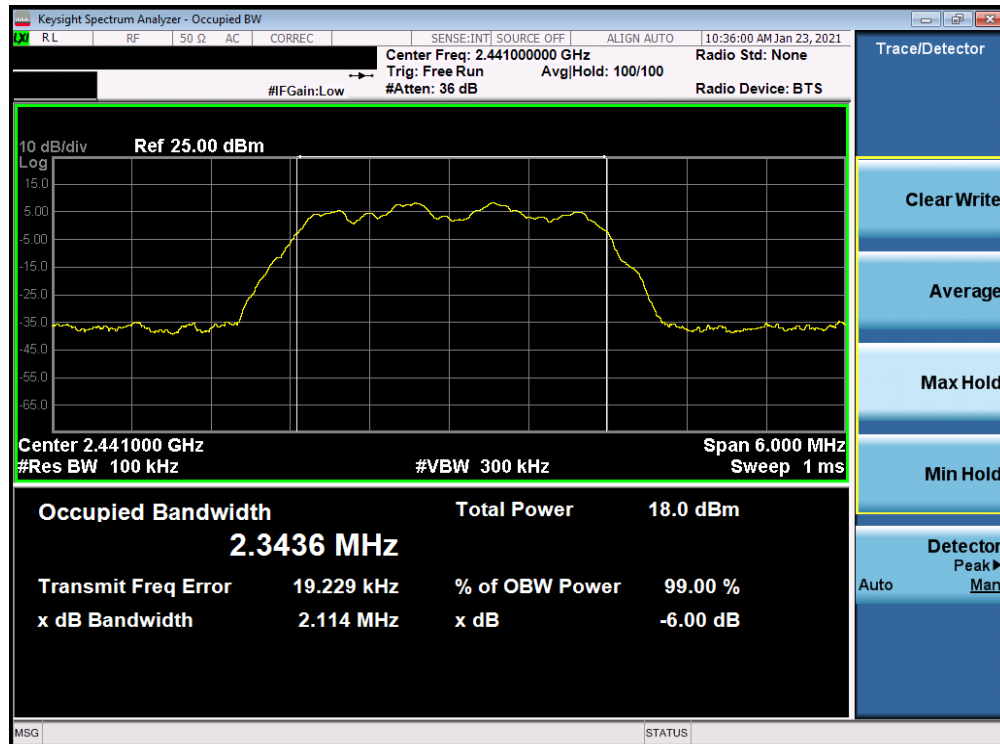 Keysight Spectrum Analyzer - Occupied BW
LXI RL RF 50 Ω AC CORREC SENSE:INT SOURCE OFF ALIGN AUTO 10:36:00 AM Jan 23, 2021
Center Freq: 2.441000000 GHz Radio Std: None
Trig: Free Run Avg|Hold: 100/100
#IFGain:Low #Atten: 36 dB Radio Device: BTS
10 dB/div Ref 25.00 dBm
Log
15.0
5.00
-5.00
-15.0
-25.0
-35.0
-45.0
-55.0
-65.0
Center 2.441000 GHz Span 6.000 MHz
#Res BW 100 kHz #VBW 300 kHz Sweep 1 ms
Occupied Bandwidth Total Power 18.0 dBm
2.3436 MHz
Transmit Freq Error 19.229 kHz % of OBW Power 99.00 %
x dB Bandwidth 2.114 MHz x dB -6.00 dB
MSG STATUS
Trace/Detector
Clear Write
Average
Max Hold
Min Hold
Detector
Peak▶
Auto Man